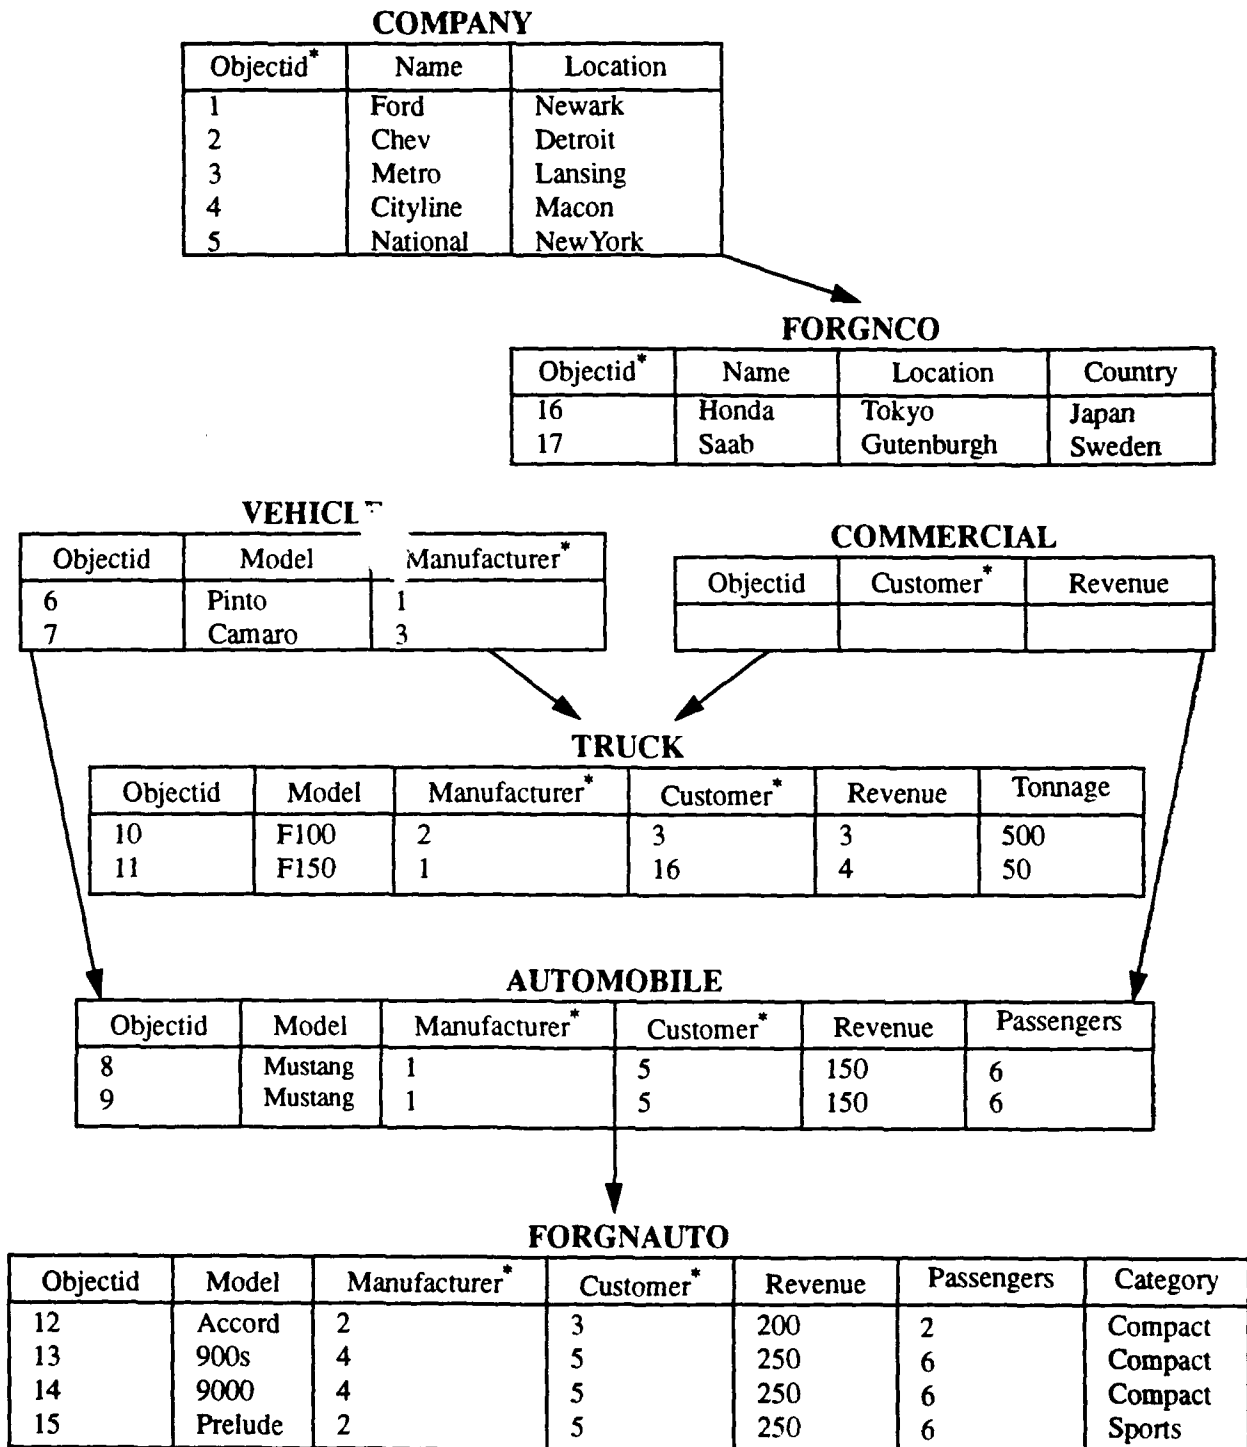 COMPANY
Objectid* Name Location
1 Ford Newark
2 Chev Detroit
3 Metro Lansing
4 Cityline Macon
5 National NewYork
FORGNCO
Objectid* Name Location Country
16 Honda Tokyo Japan
17 Saab Gutenburgh Sweden
VEHICLE
Objectid Model Manufacturer*
6 Pinto 1
7 Camaro 3
COMMERCIAL
Objectid Customer* Revenue
TRUCK
Objectid Model Manufacturer* Customer* Revenue Tonnage
10 F100 2 3 3 500
11 F150 1 16 4 50
AUTOMOBILE
Objectid Model Manufacturer* Customer* Revenue Passengers
8 Mustang 1 5 150 6
9 Mustang 1 5 150 6
FORGNAUTO
Objectid Model Manufacturer* Customer* Revenue Passengers Category
12 Accord 2 3 200 2 Compact
13 900s 4 5 250 6 Compact
14 9000 4 5 250 6 Compact
15 Prelude 2 5 250 6 Sports